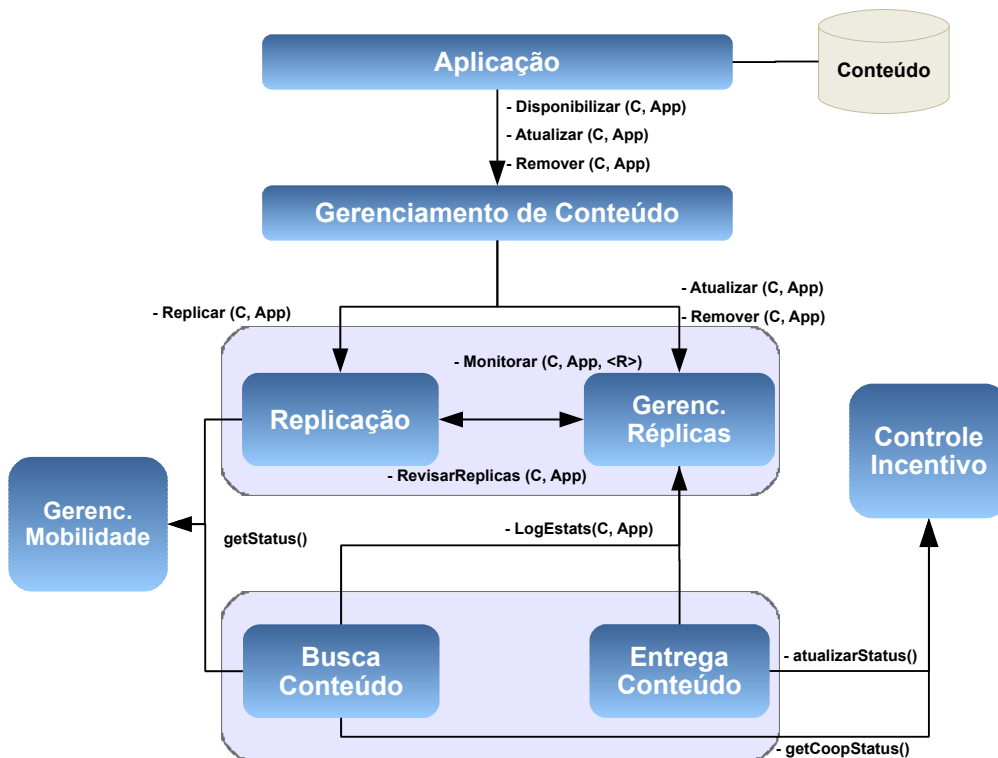 Aplicação
Conteúdo
- Disponibilizar (C, App)
- Atualizar (C, App)
- Remover (C, App)
Gerenciamento de Conteúdo
- Replicar (C, App)
- Atualizar (C, App)
- Remover (C, App)
- Monitorar (C, App, <R>)
Replicação
Gerenc.
Réplicas
Controle
Incentivo
- RevisarReplicas (C, App)
Gerenc.
Mobilidade
getStatus()
- LogEstats(C, App)
Busca
Conteúdo
Entrega
Conteúdo
- atualizarStatus()
- getCoopStatus()